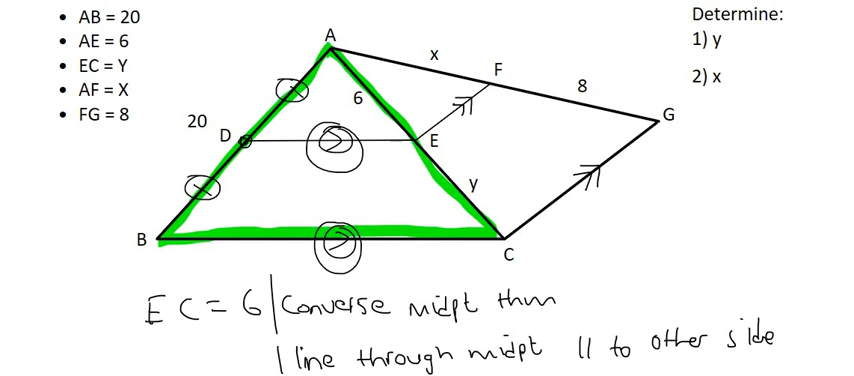 • AB = 20
• AE = 6
• EC = Y
• AF = X
• FG = 8
Determine:
1) y
2) x
A
x
F
8
G
6
20
D
E
y
B
C
EC = 6 | Converse midpt thm
| line through midpt || to other side